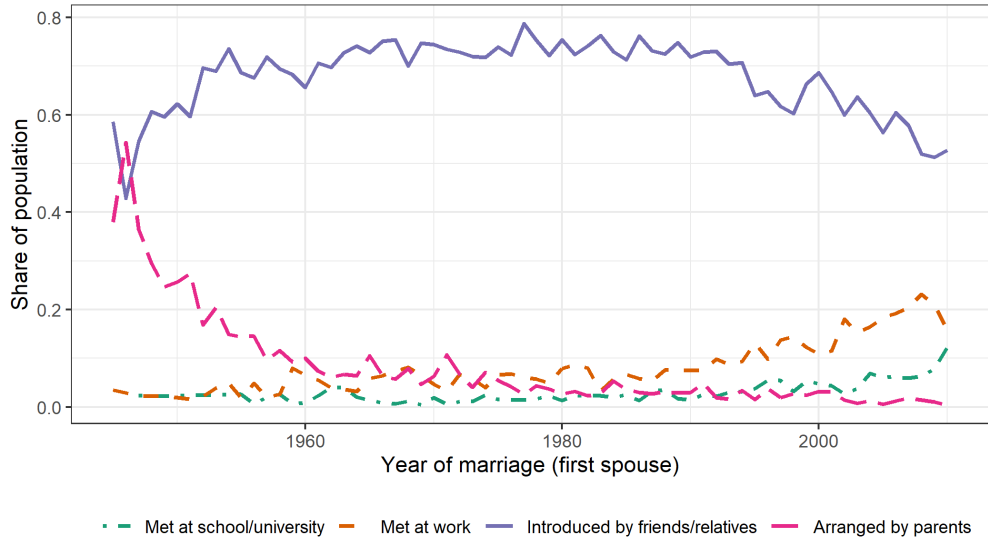 0.8
0.6
0.4
0.2
0.0
Share of population
1960 1980 2000
Year of marriage (first spouse)
Met at school/university Met at work Introduced by friends/relatives Arranged by parents